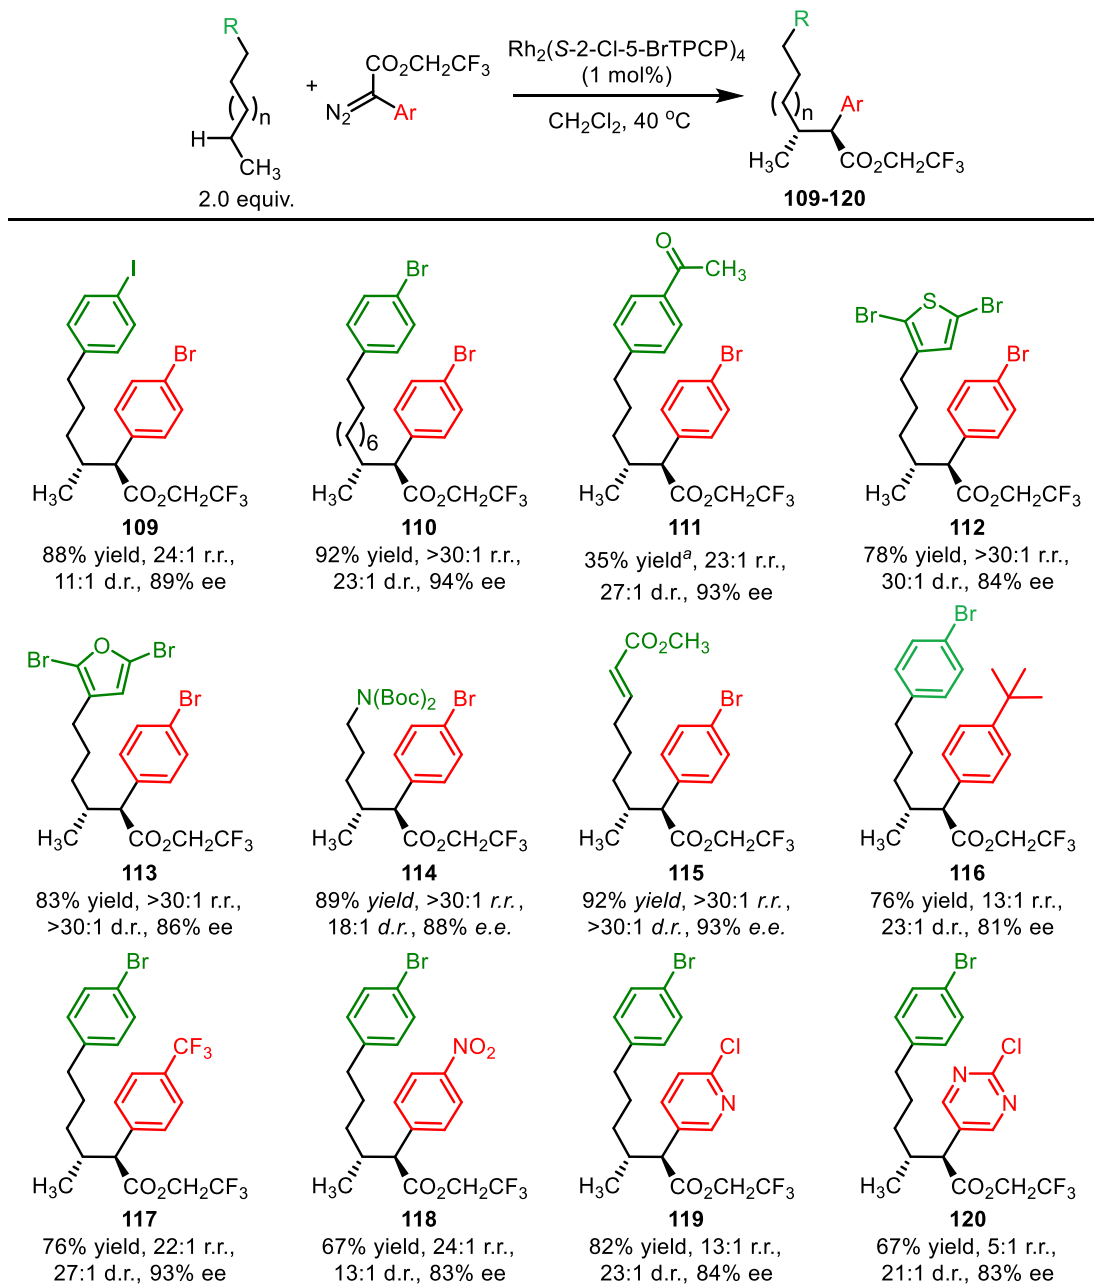 R
H
( )n
CH₃
2.0 equiv.
+
CO₂CH₂CF₃
N₂
Ar
Rh₂(S-2-Cl-5-BrTPCP)₄
(1 mol%)
CH₂Cl₂, 40 °C
R
( )n
Ar
H₃C
CO₂CH₂CF₃
109-120
I
Br
H₃C
CO₂CH₂CF₃
109
88% yield, 24:1 r.r.,
11:1 d.r., 89% ee
Br
Br
( )6
H₃C
CO₂CH₂CF₃
110
92% yield, >30:1 r.r.,
23:1 d.r., 94% ee
O
CH₃
Br
H₃C
CO₂CH₂CF₃
111
35% yieldᵃ, 23:1 r.r.,
27:1 d.r., 93% ee
Br S Br
Br
H₃C
CO₂CH₂CF₃
112
78% yield, >30:1 r.r.,
30:1 d.r., 84% ee
Br O Br
Br
H₃C
CO₂CH₂CF₃
113
83% yield, >30:1 r.r.,
>30:1 d.r., 86% ee
N(Boc)₂
Br
H₃C
CO₂CH₂CF₃
114
89% yield, >30:1 r.r.,
18:1 d.r., 88% e.e.
CO₂CH₃
Br
H₃C
CO₂CH₂CF₃
115
92% yield, >30:1 r.r.,
>30:1 d.r., 93% e.e.
Br
H₃C
CO₂CH₂CF₃
116
76% yield, 13:1 r.r.,
23:1 d.r., 81% ee
Br
CF₃
H₃C
CO₂CH₂CF₃
117
76% yield, 22:1 r.r.,
27:1 d.r., 93% ee
Br
NO₂
H₃C
CO₂CH₂CF₃
118
67% yield, 24:1 r.r.,
13:1 d.r., 83% ee
Br
Cl
N
H₃C
CO₂CH₂CF₃
119
82% yield, 13:1 r.r.,
23:1 d.r., 84% ee
Br
Cl
N
N
H₃C
CO₂CH₂CF₃
120
67% yield, 5:1 r.r.,
21:1 d.r., 83% ee